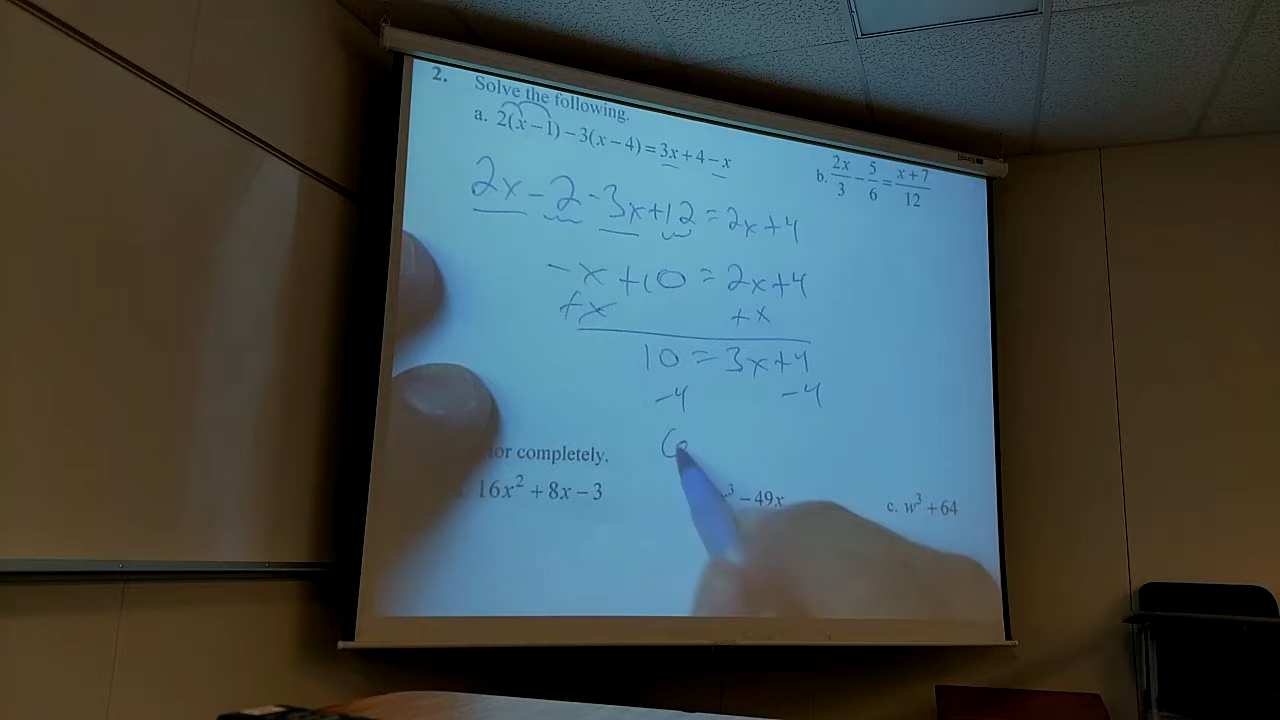 2. Solve the following.
a. 2(x − 1) − 3(x − 4) = 3x + 4 − x
b. 2x/3 − 5/6 = (x + 7)/12
2x − 2 − 3x + 12 = 2x + 4
−x + 10 = 2x + 4
+x +x
10 = 3x + 4
−4 −4
6
completely.
16x² + 8x − 3
³ − 49x
c. w³ + 64